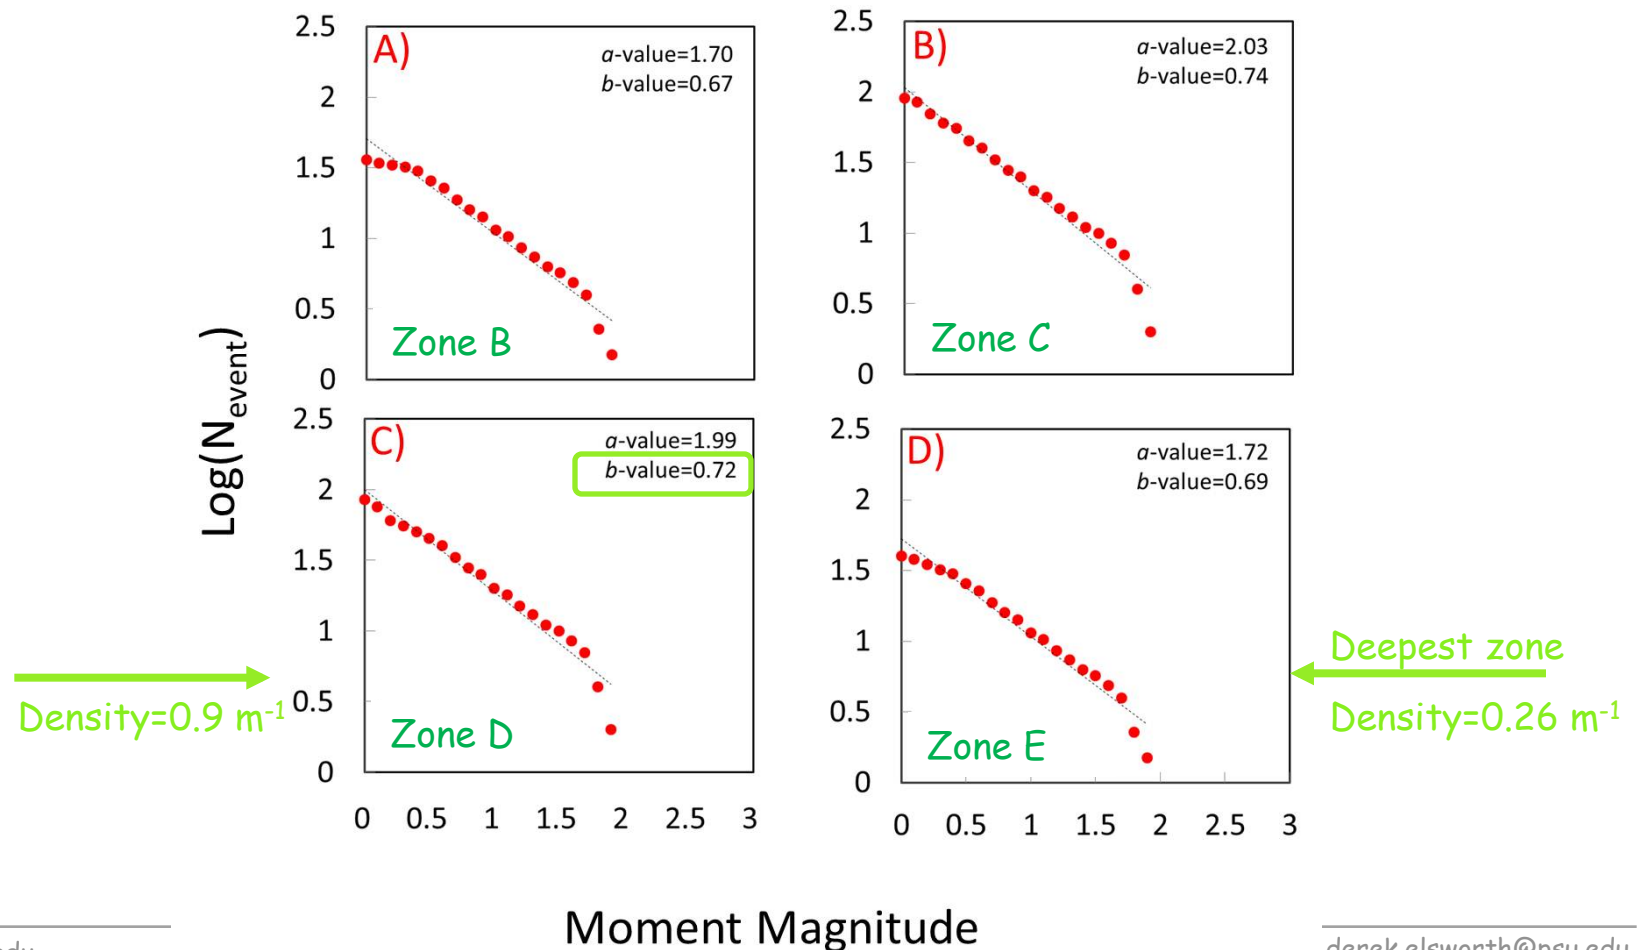 A)
a-value=1.70
b-value=0.67
2.5
2
1.5
1
0.5
0
Zone B
B)
a-value=2.03
b-value=0.74
2.5
2
1.5
1
0.5
0
Zone C
Log(Nevent)
C)
a-value=1.99
b-value=0.72
2.5
2
1.5
1
0.5
0
Zone D
0 0.5 1 1.5 2 2.5 3
Density=0.9 m-1
D)
a-value=1.72
b-value=0.69
2.5
2
1.5
1
0.5
0
Zone E
0 0.5 1 1.5 2 2.5 3
Deepest zone
Density=0.26 m-1
Moment Magnitude
derek.elsworth@psu.edu